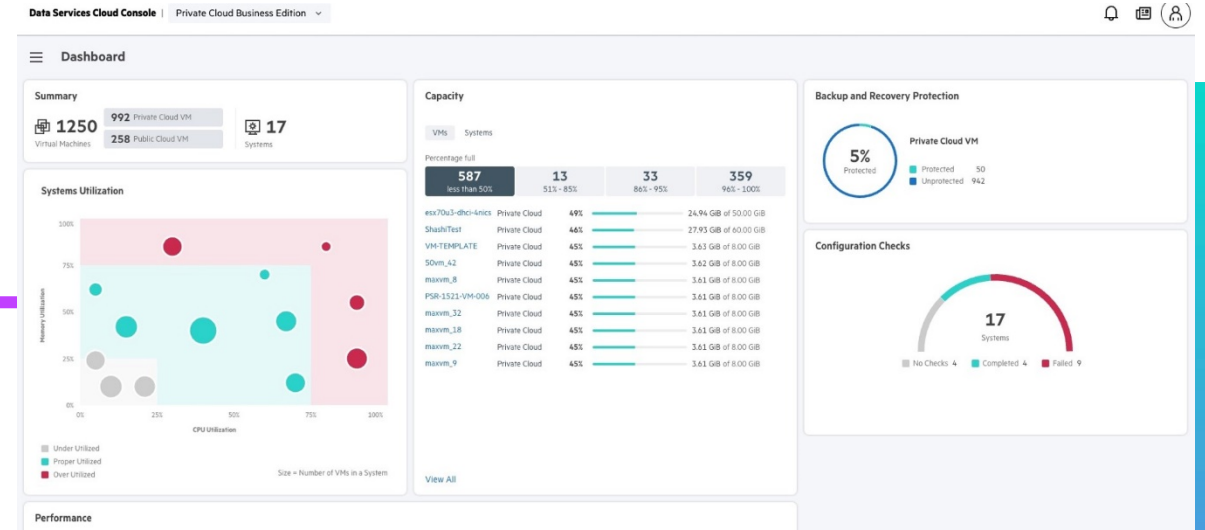 Data Services Cloud Console | Private Cloud Business Edition
Dashboard
Summary
1250
Virtual Machines
992 Private Cloud VM
258 Public Cloud VM
17
Systems
Systems Utilization
100%
75%
50%
25%
0%
Memory Utilization
0% 25% 50% 75% 100%
CPU Utilization
Under Utilized
Proper Utilized
Over Utilized
Size = Number of VMs in a System
Capacity
VMs Systems
Percentage full
587 13 33 359
less than 50% 51% - 85% 86% - 95% 96% - 100%
esx70u3-dhci-4nics Private Cloud 49% 24.94 GiB of 50.00 GiB
ShashiTest Private Cloud 46% 27.93 GiB of 60.00 GiB
VM-TEMPLATE Private Cloud 45% 3.63 GiB of 8.00 GiB
50vm_42 Private Cloud 45% 3.62 GiB of 8.00 GiB
maxvm_8 Private Cloud 45% 3.61 GiB of 8.00 GiB
PSR-1521-VM-006 Private Cloud 45% 3.61 GiB of 8.00 GiB
maxvm_32 Private Cloud 45% 3.61 GiB of 8.00 GiB
maxvm_18 Private Cloud 45% 3.61 GiB of 8.00 GiB
maxvm_22 Private Cloud 45% 3.61 GiB of 8.00 GiB
maxvm_9 Private Cloud 45% 3.61 GiB of 8.00 GiB
View All
Backup and Recovery Protection
5%
Protected
Private Cloud VM
Protected 50
Unprotected 942
Configuration Checks
17
Systems
No Checks 4 Completed 4 Failed 9
Performance